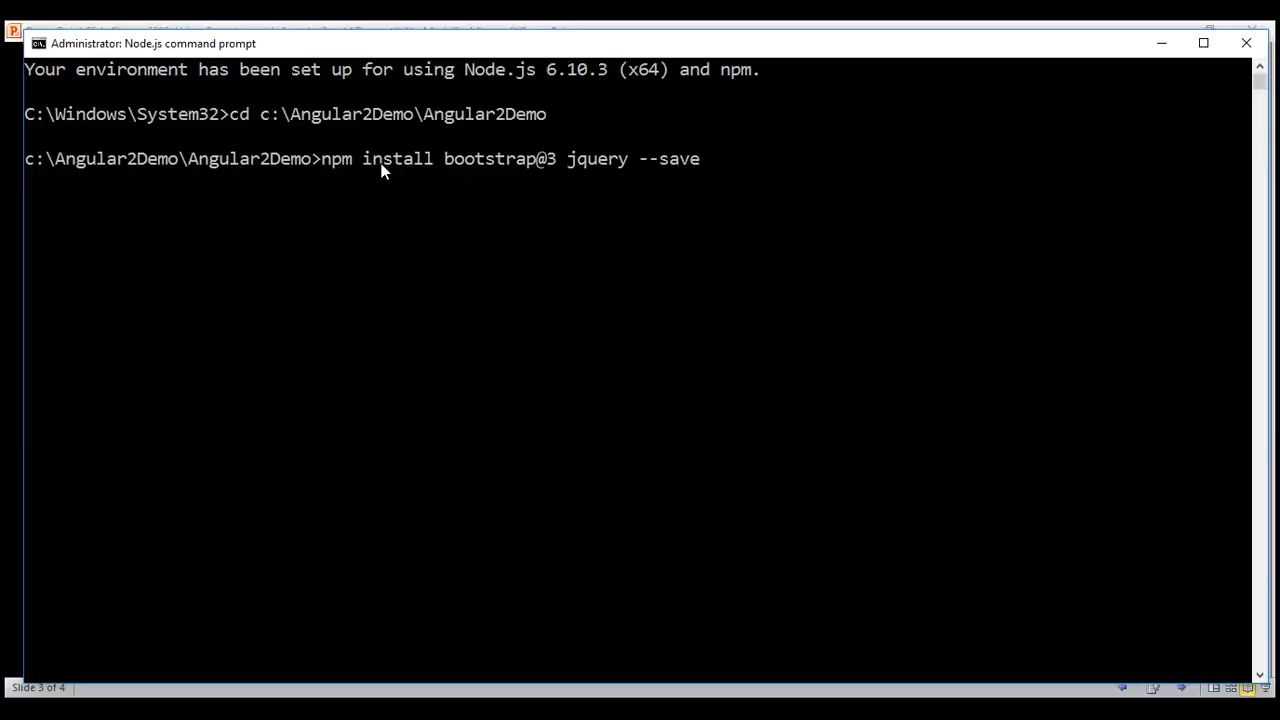 Administrator: Node.js command prompt
Your environment has been set up for using Node.js 6.10.3 (x64) and npm.
C:\Windows\System32>cd c:\Angular2Demo\Angular2Demo
c:\Angular2Demo\Angular2Demo>npm install bootstrap@3 jquery --save
Slide 3 of 4